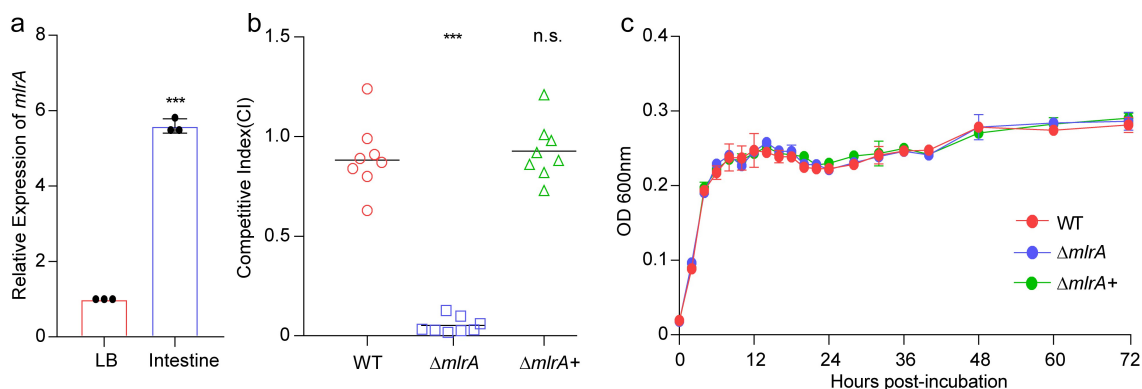 a
Relative Expression of mlrA
8
6
4
2
0
***
LB
Intestine
b
Competitive Index(CI)
1.5
1.0
0.5
0
***
n.s.
WT
ΔmlrA
ΔmlrA+
c
OD 600nm
0.4
0.3
0.2
0.1
0.0
WT
ΔmlrA
ΔmlrA+
0
12
24
36
48
60
72
Hours post-incubation